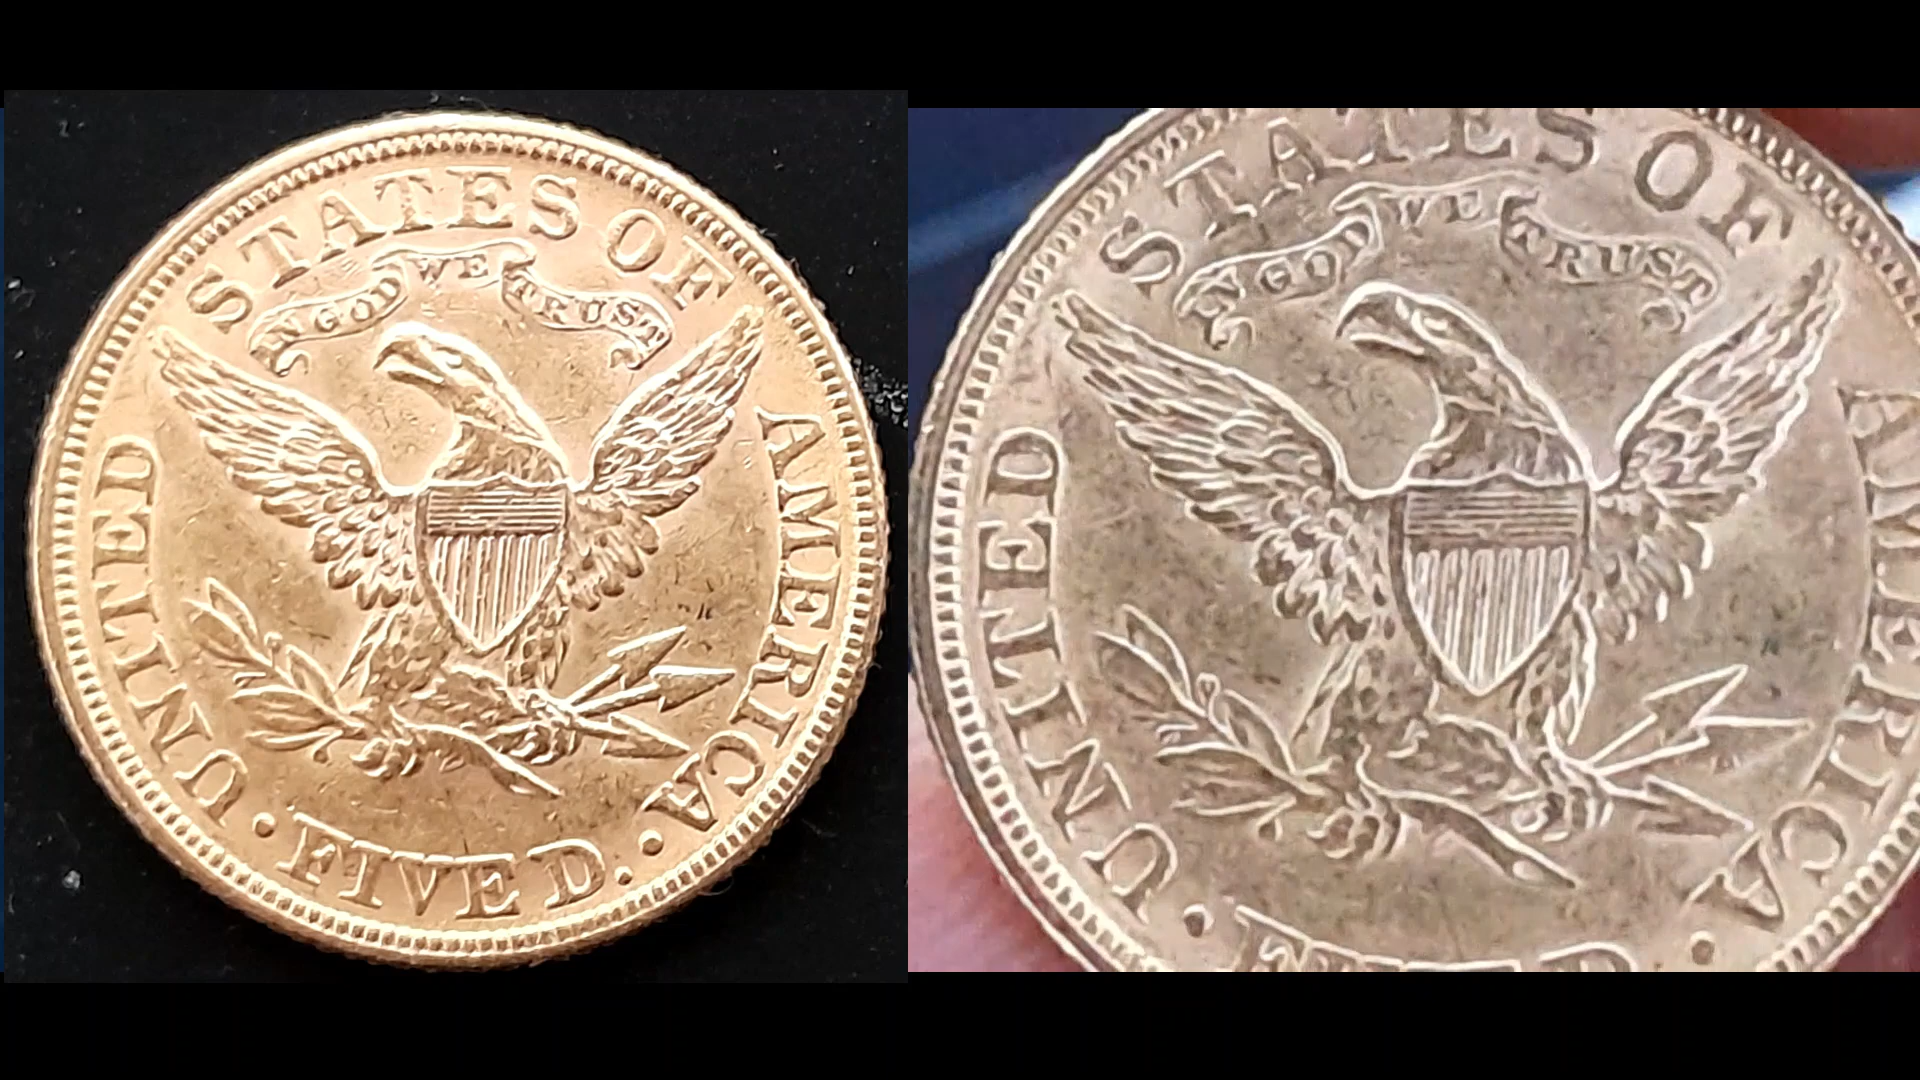 UNITED STATES OF AMERICA
IN GOD WE TRUST
· FIVE D. ·
UNITED STATES OF AMERICA
IN GOD WE TRUST